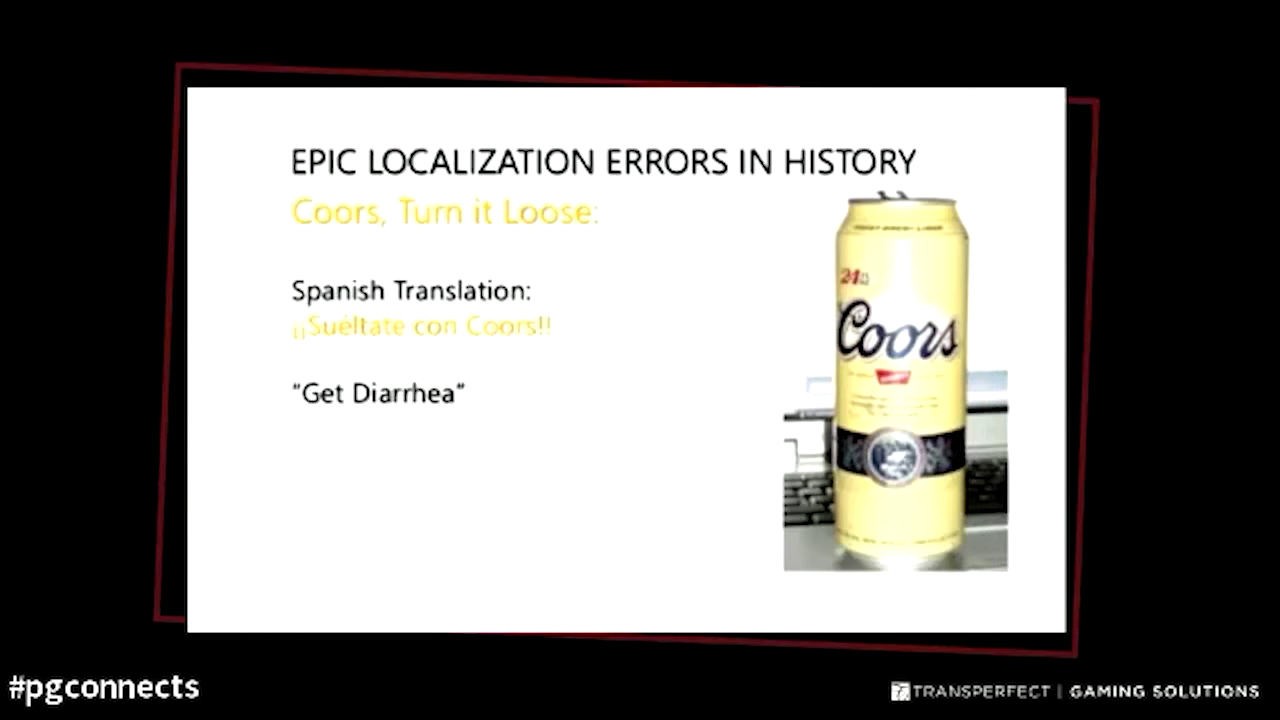 EPIC LOCALIZATION ERRORS IN HISTORY
Coors, Turn it Loose:
Spanish Translation:
¡¡Suéltate con Coors!!
"Get Diarrhea"
24
Coors
#pgconnects
TRANSPERFECT | GAMING SOLUTIONS